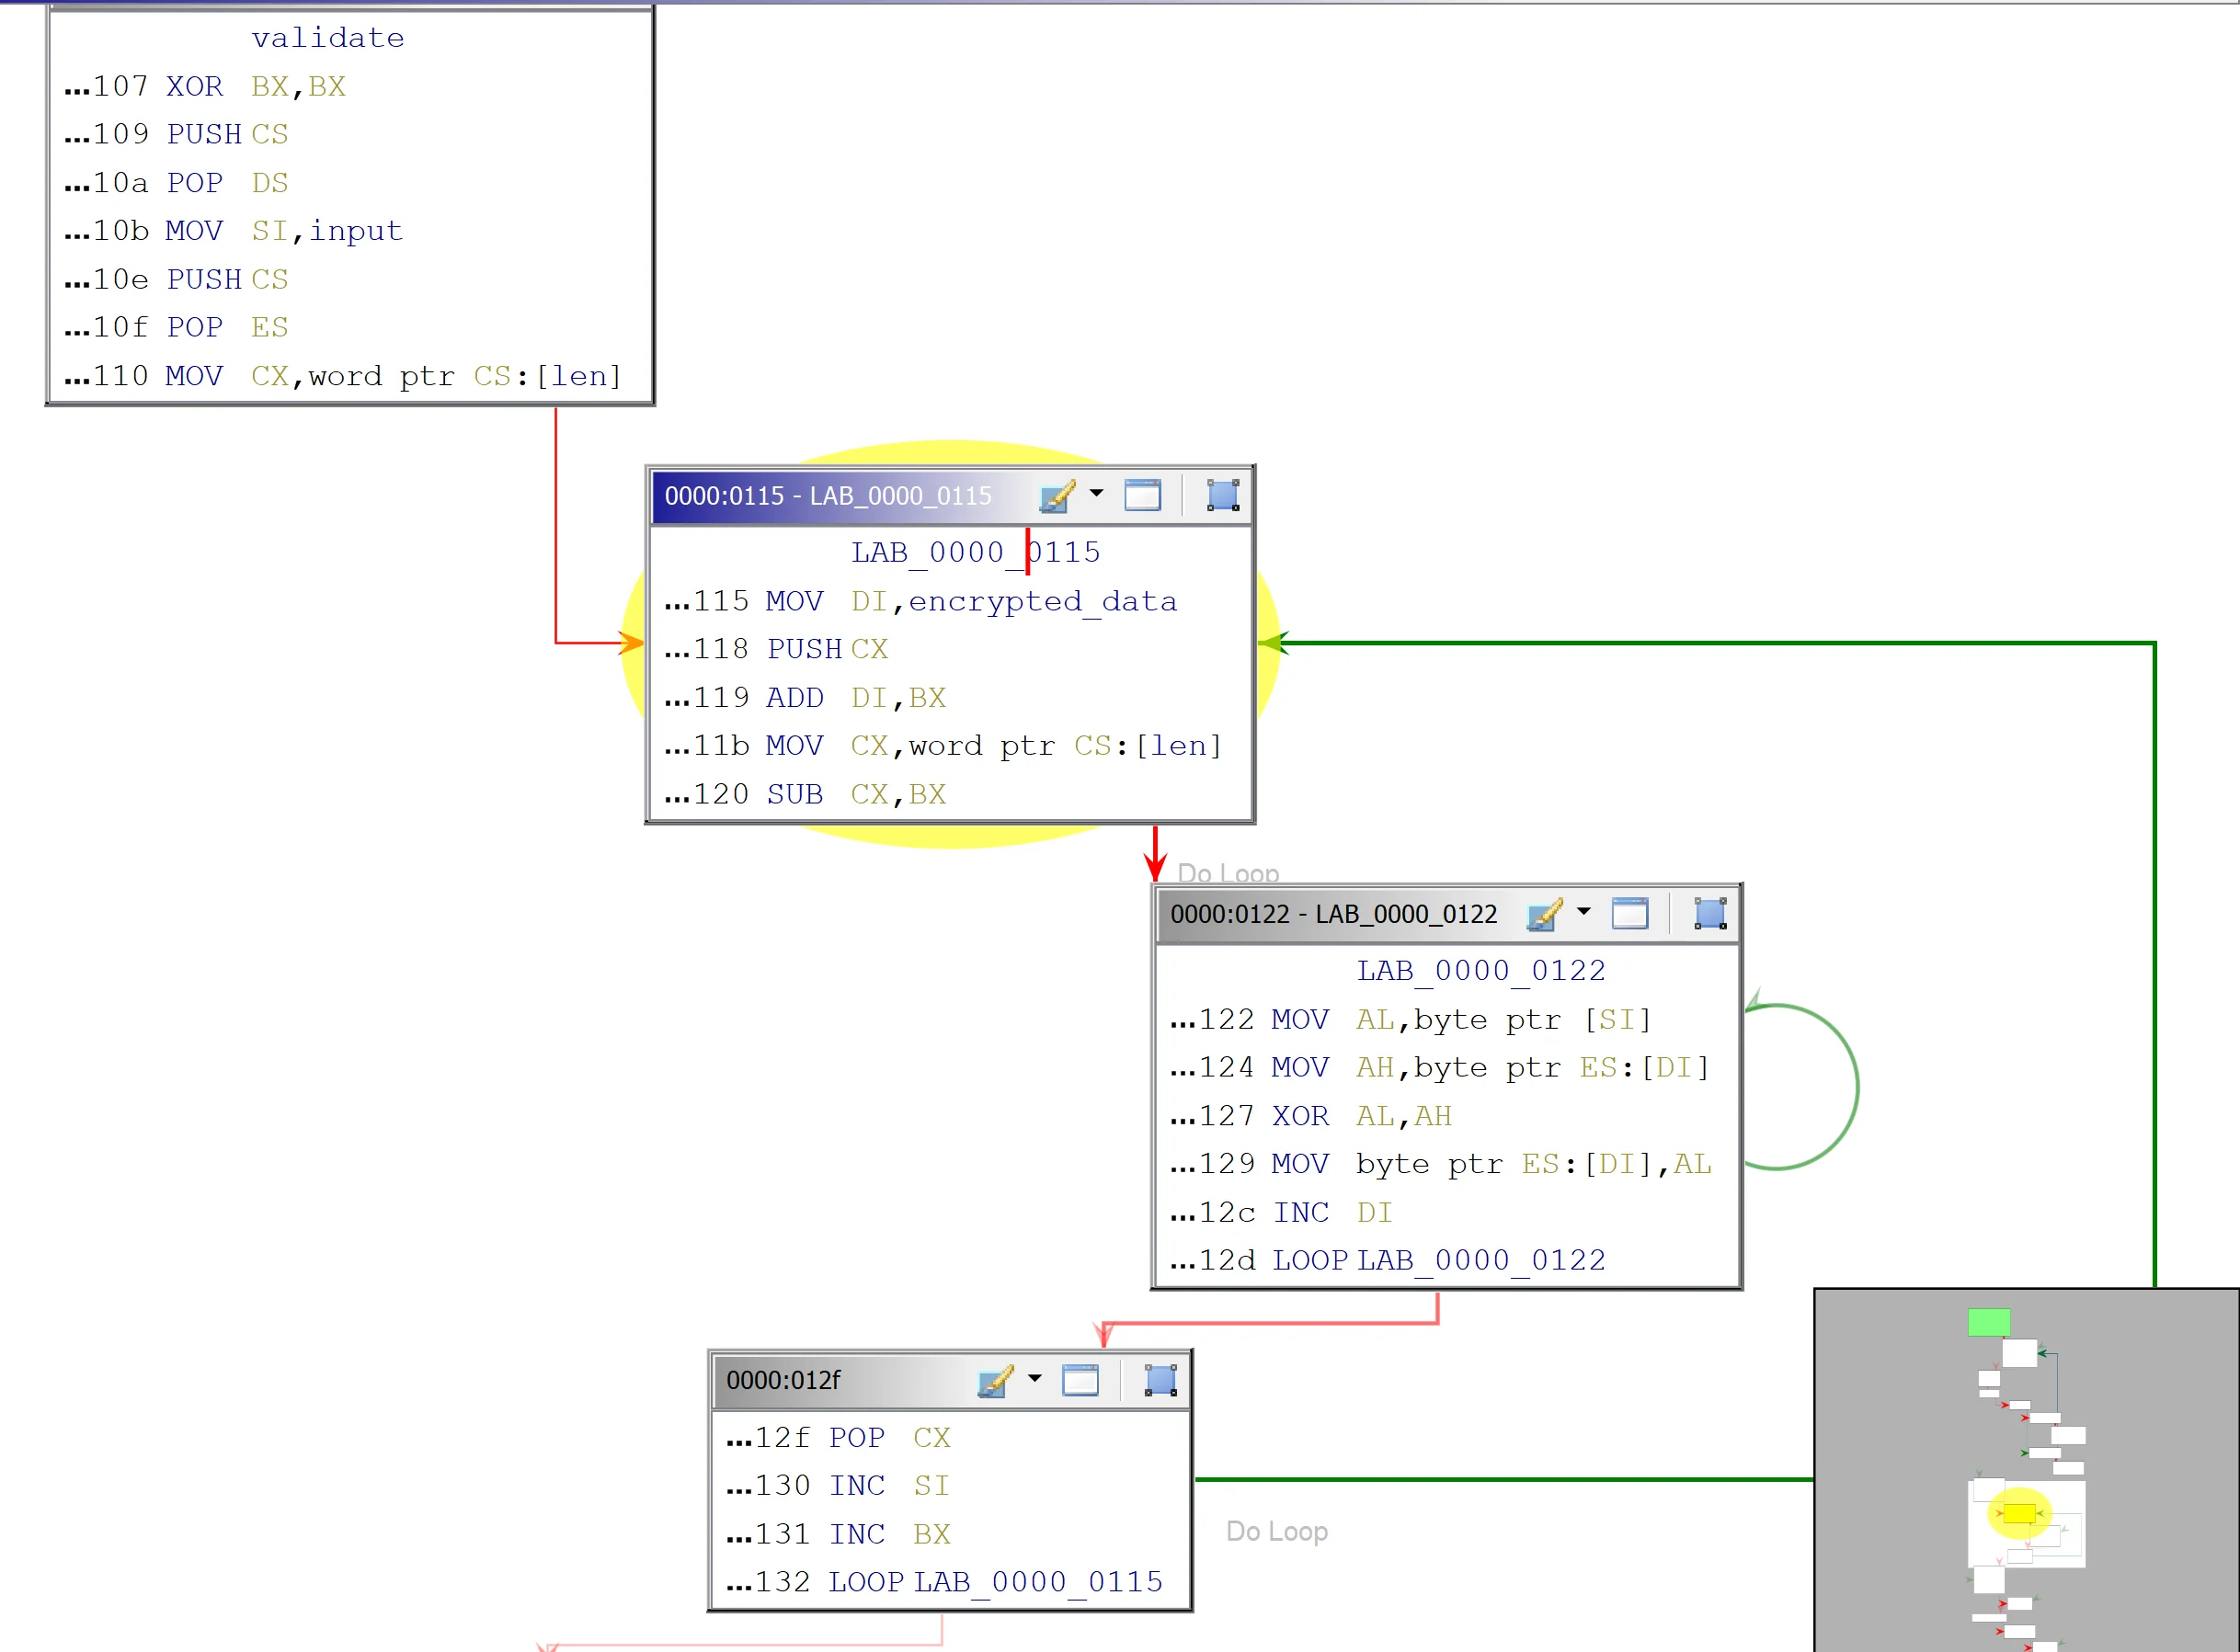 validate
...107 XOR BX,BX
...109 PUSH CS
...10a POP DS
...10b MOV SI,input
...10e PUSH CS
...10f POP ES
...110 MOV CX,word ptr CS:[len]
0000:0115 - LAB_0000_0115
LAB_0000_0115
...115 MOV DI,encrypted_data
...118 PUSH CX
...119 ADD DI,BX
...11b MOV CX,word ptr CS:[len]
...120 SUB CX,BX
Do Loop
0000:0122 - LAB_0000_0122
LAB_0000_0122
...122 MOV AL,byte ptr [SI]
...124 MOV AH,byte ptr ES:[DI]
...127 XOR AL,AH
...129 MOV byte ptr ES:[DI],AL
...12c INC DI
...12d LOOP LAB_0000_0122
0000:012f
...12f POP CX
...130 INC SI
...131 INC BX
...132 LOOP LAB_0000_0115
Do Loop